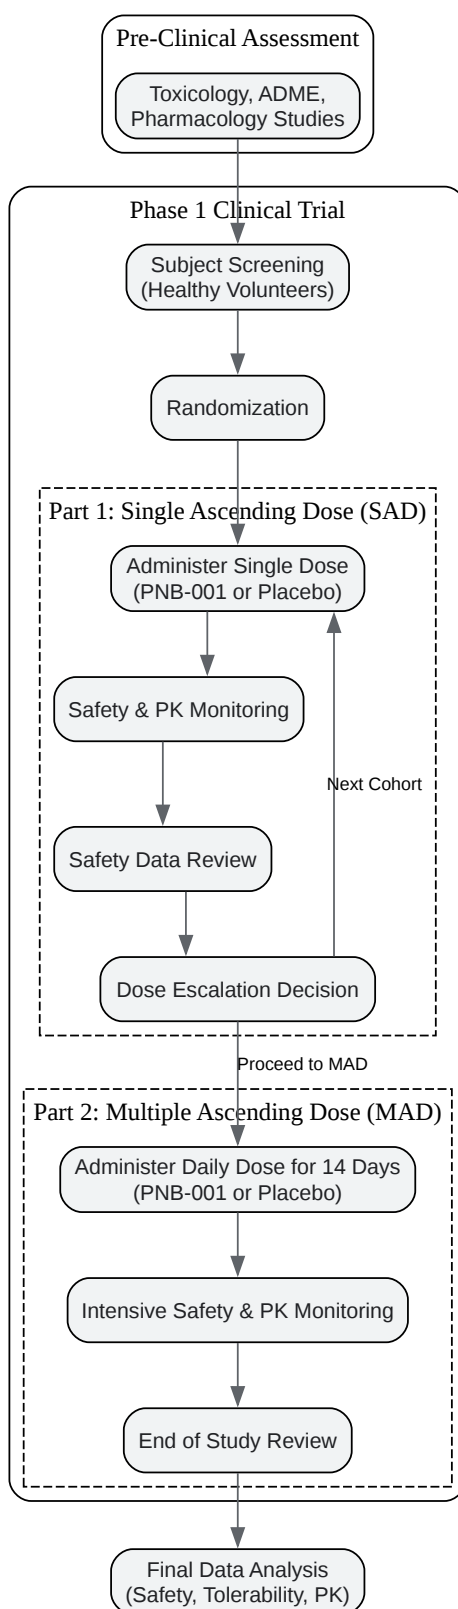 Pre-Clinical Assessment
Toxicology, ADME,
Pharmacology Studies
Phase 1 Clinical Trial
Subject Screening
(Healthy Volunteers)
Randomization
Part 1: Single Ascending Dose (SAD)
Administer Single Dose
(PNB-001 or Placebo)
Safety & PK Monitoring
Next Cohort
Safety Data Review
Dose Escalation Decision
Proceed to MAD
Part 2: Multiple Ascending Dose (MAD)
Administer Daily Dose for 14 Days
(PNB-001 or Placebo)
Intensive Safety & PK Monitoring
End of Study Review
Final Data Analysis
(Safety, Tolerability, PK)